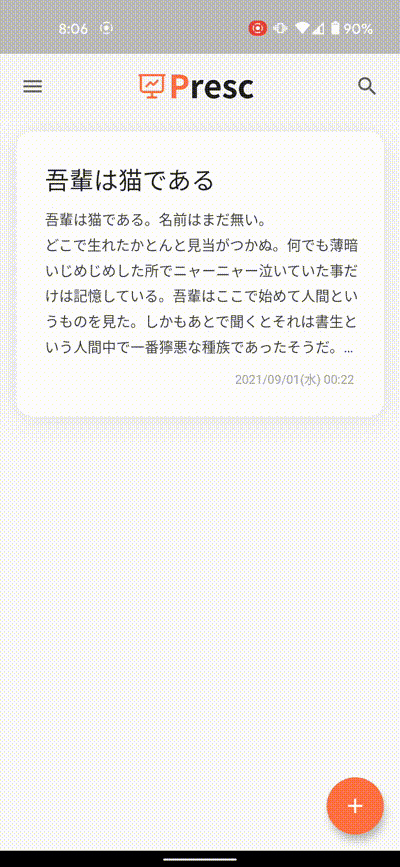 8:06
90%
Presc
吾輩は猫である
吾輩は猫である。名前はまだ無い。
どこで生れたかとんと見当がつかぬ。何でも薄暗
いじめじめした所でニャーニャー泣いていた事だ
けは記憶している。吾輩はここで始めて人間とい
うものを見た。しかもあとで聞くとそれは書生と
いう人間中で一番獰悪な種族であったそうだ。...
2021/09/01(水) 00:22